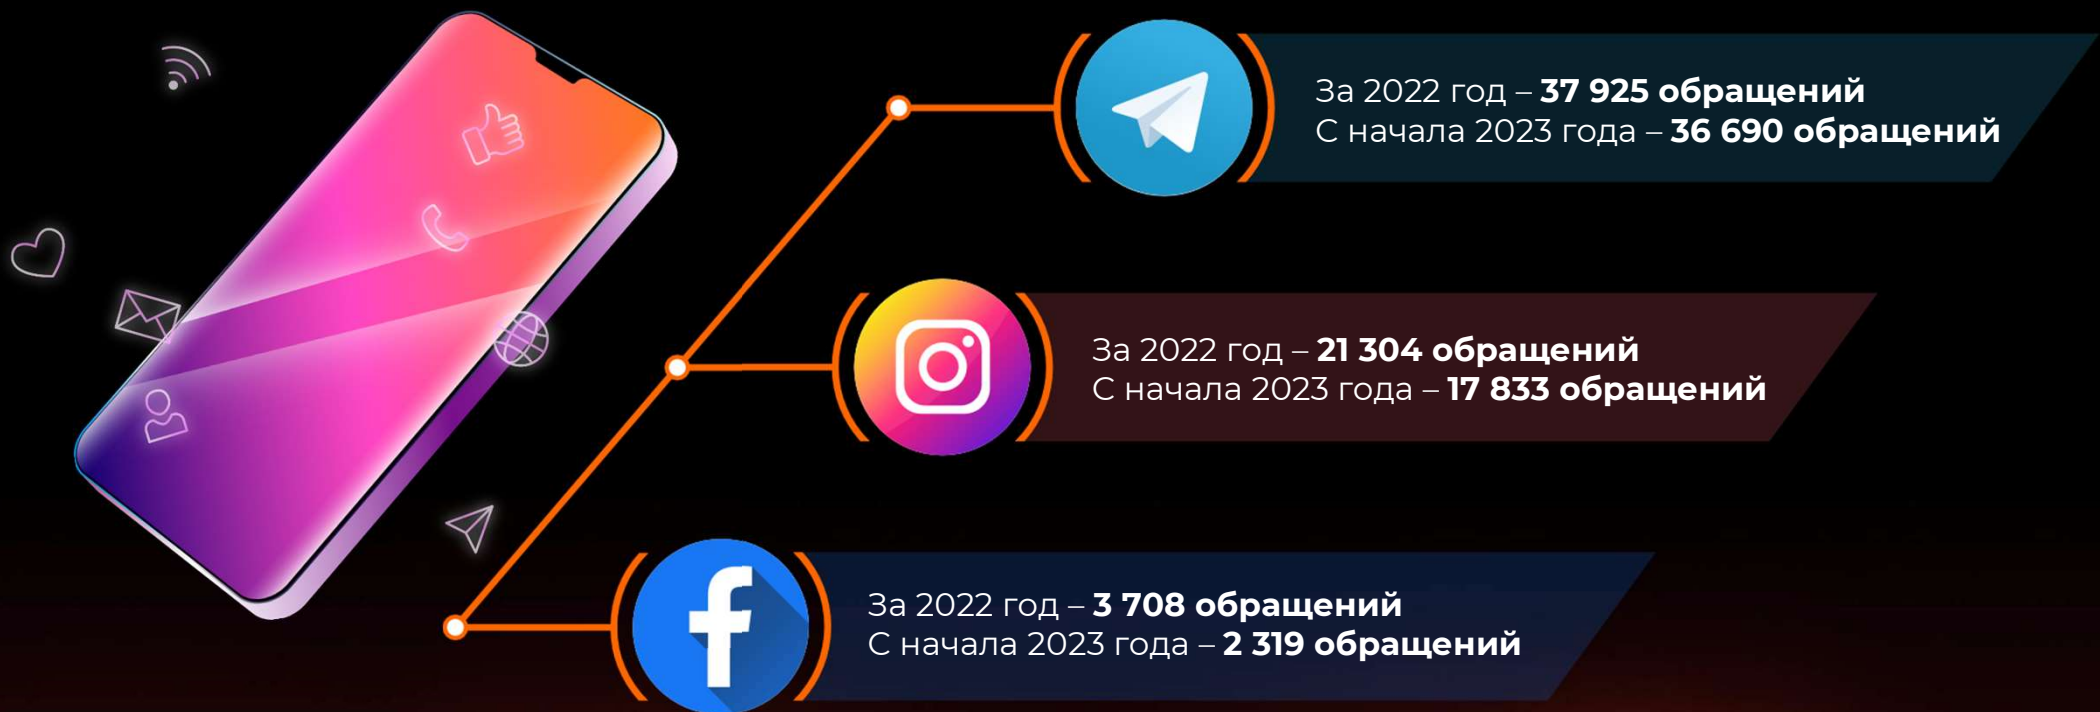 За 2022 год – 37 925 обращений
С начала 2023 года – 36 690 обращений
За 2022 год – 21 304 обращений
С начала 2023 года – 17 833 обращений
За 2022 год – 3 708 обращений
С начала 2023 года – 2 319 обращений